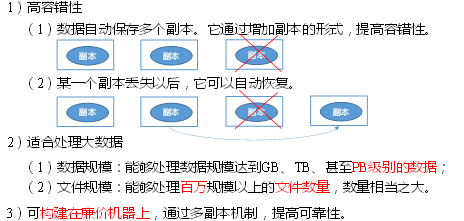 1）高容错性
（1）数据自动保存多个副本。它通过增加副本的形式，提高容错性。
副本 副本 副本
（2）某一个副本丢失以后，它可以自动恢复。
副本 副本 副本 副本
2）适合处理大数据
（1）数据规模：能够处理数据规模达到GB、TB、甚至PB级别的数据；
（2）文件规模：能够处理百万规模以上的文件数量，数量相当之大。
3）可构建在廉价机器上，通过多副本机制，提高可靠性。